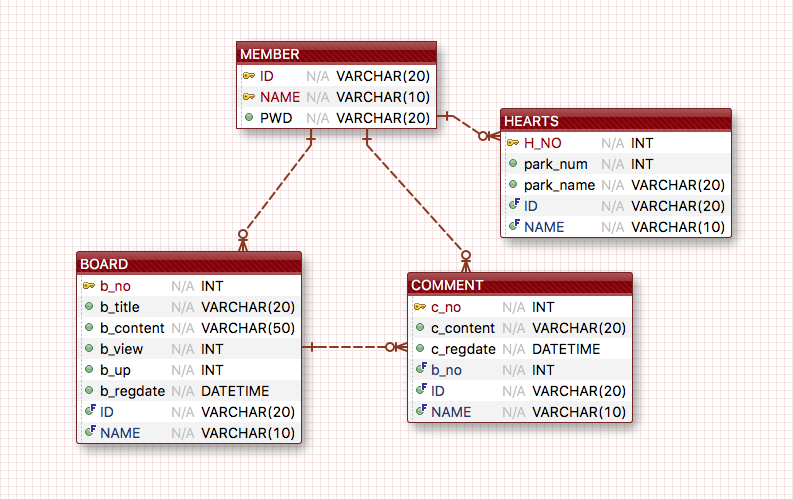 MEMBER
ID N/A VARCHAR(20)
NAME N/A VARCHAR(10)
PWD N/A VARCHAR(20)
HEARTS
H_NO N/A INT
park_num N/A INT
park_name N/A VARCHAR(20)
ID N/A VARCHAR(20)
NAME N/A VARCHAR(10)
BOARD
b_no N/A INT
b_title N/A VARCHAR(20)
b_content N/A VARCHAR(50)
b_view N/A INT
b_up N/A INT
b_regdate N/A DATETIME
F ID N/A VARCHAR(20)
F NAME N/A VARCHAR(10)
COMMENT
c_no N/A INT
c_content N/A VARCHAR(20)
c_regdate N/A DATETIME
F b_no N/A INT
F ID N/A VARCHAR(20)
F NAME N/A VARCHAR(10)